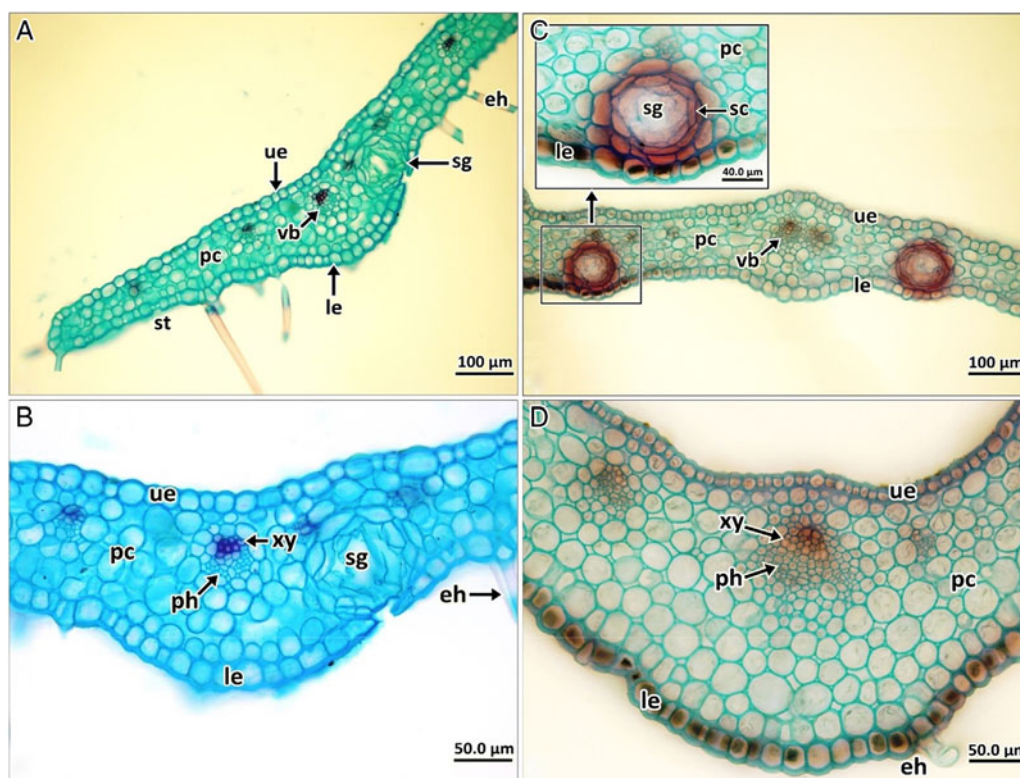 A
eh
ue
sg
vb
pc
le
st
100 µm
B
ue
xy
pc
sg
ph
eh
le
50.0 µm
C
pc
sg
sc
le
40.0 µm
ue
pc
vb
le
100 µm
D
ue
xy
ph
pc
le
eh
50.0 µm